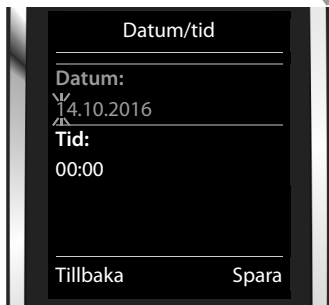 Datum/tid
Datum:
14.10.2016
Tid:
00:00
Tillbaka Spara